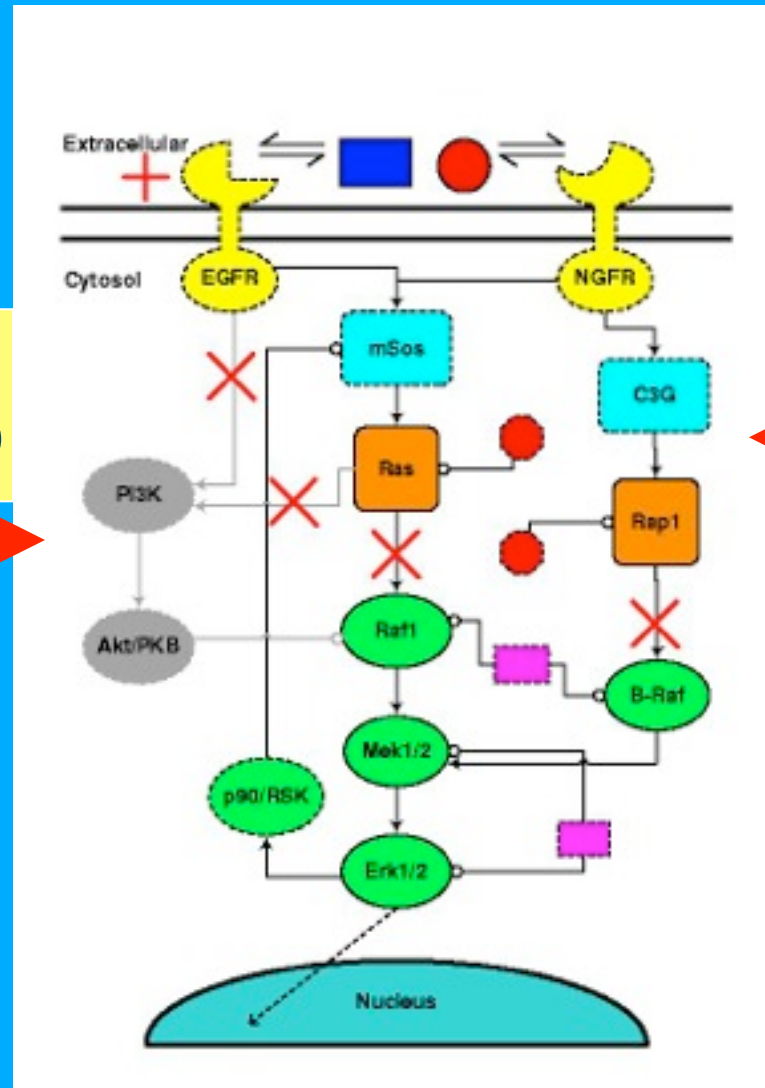 Extracellular
Cytosol
EGFR
NGFR
mSos
C3G
PI3K
Ras
Rap1
Akt/PKB
Raf1
B-Raf
Mek1/2
p90/RSK
Erk1/2
Nucleus